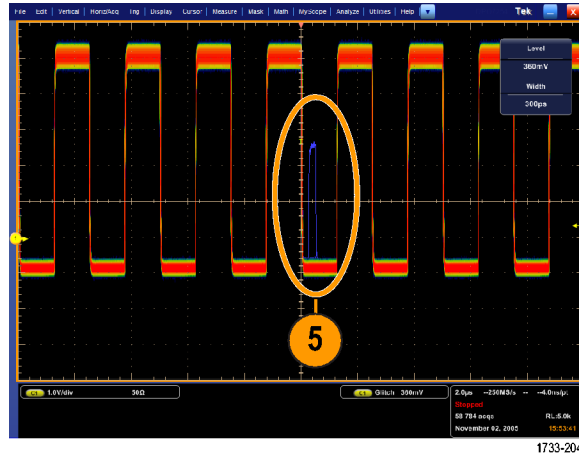 File Edit Vertical Horiz/Acq Trig Display Cursor Measure Mask Math MyScope Analyze Utilities Help Tek
Level
360mV
Width
300ps
5
C1 1.0V/div 50Ω
C1 Glitch 360mV
2.0µs 250MS/s 4.0ns/pt
Stopped
58 784 acqs RL:5.0k
November 02, 2005 15:53:41
1733-204